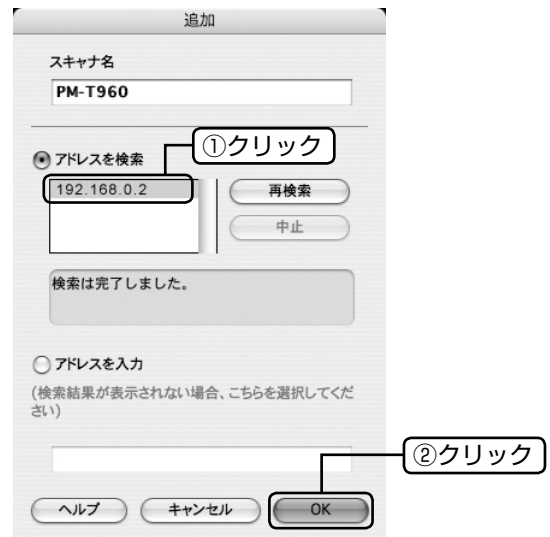 追加
スキャナ名
PM-T960
①クリック
アドレスを検索
192.168.0.2
再検索
中止
検索は完了しました。
アドレスを入力
(検索結果が表示されない場合、こちらを選択してくだ
さい)
②クリック
ヘルプ
キャンセル
OK